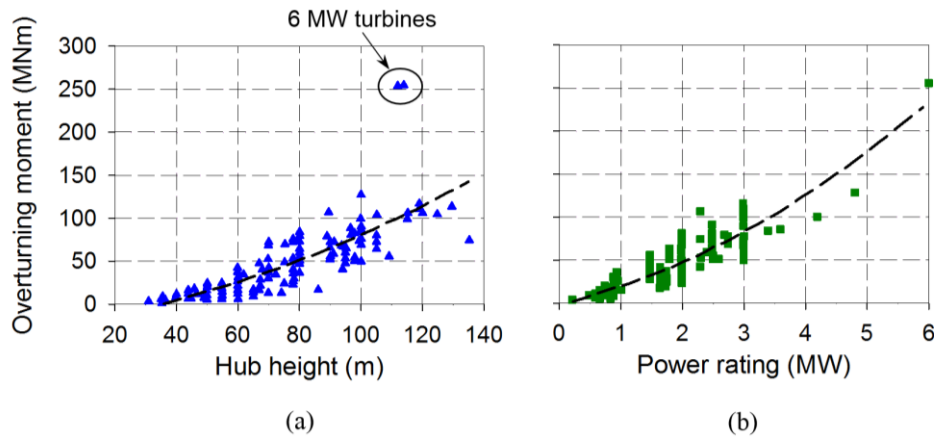 6 MW turbines
Overturning moment (MNm)
300
250
200
150
100
50
0
20 40 60 80 100 120 140
Hub height (m)
(a)
0 1 2 3 4 5 6
Power rating (MW)
(b)